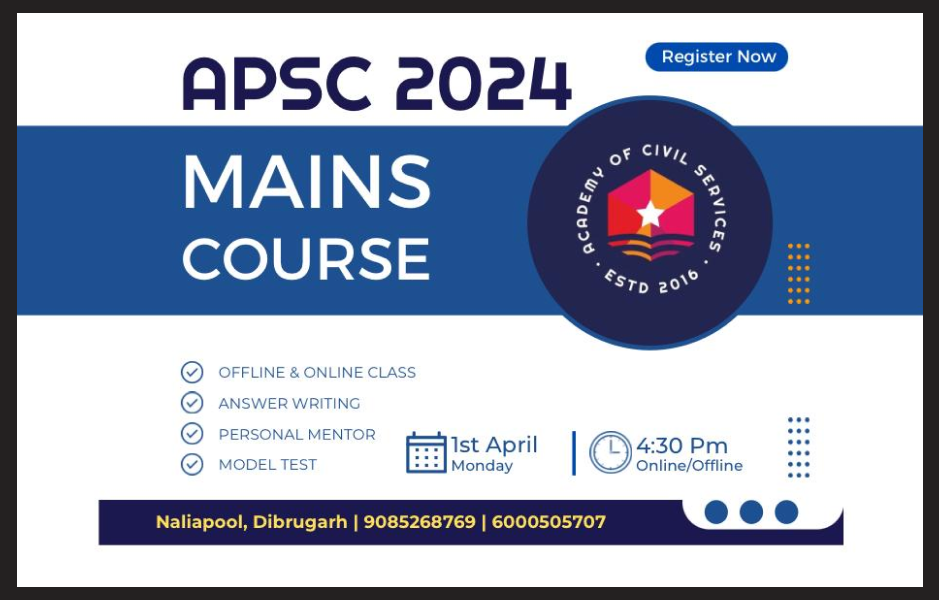 APSC 2024
Register Now
MAINS
COURSE
ACADEMY OF CIVIL SERVICES
· ESTD 2016 ·
OFFLINE & ONLINE CLASS
ANSWER WRITING
PERSONAL MENTOR
MODEL TEST
1st April
Monday
4:30 Pm
Online/Offline
Naliapool, Dibrugarh | 9085268769 | 6000505707